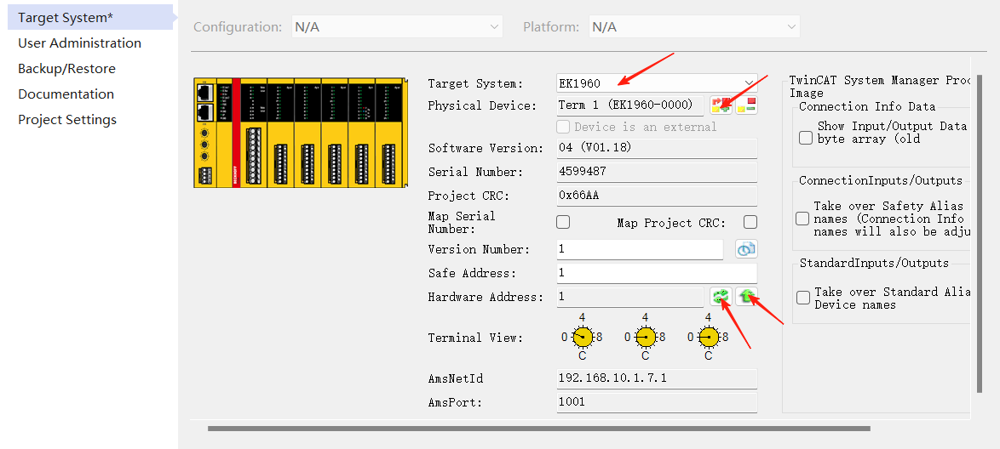 Target System*
User Administration
Backup/Restore
Documentation
Project Settings
Configuration: N/A Platform: N/A
Target System: EK1960
Physical Device: Term 1 (EK1960-0000)
Device is an external
Software Version: 04 (V01.18)
Serial Number: 4599487
Project CRC: 0x66AA
Map Serial
Number:
Map Project CRC:
Version Number: 1
Safe Address: 1
Hardware Address: 1
4 4 4
Terminal View: 0 8 0 8 0 8
C C C
AmsNetId 192.168.10.1.7.1
AmsPort: 1001
TwinCAT System Manager Proc
Image
Connection Info Data
Show Input/Output Data
byte array (old
ConnectionInputs/Outputs
Take over Safety Alias
names (Connection Info
names will also be adju
StandardInputs/Outputs
Take over Standard Alia
Device names